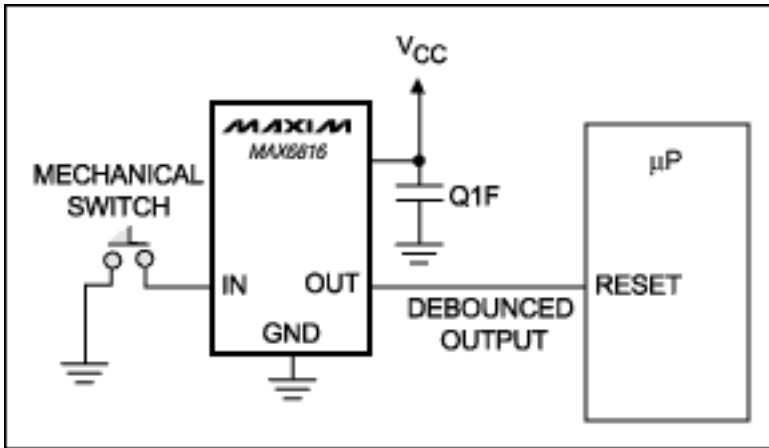 VCC
MAXIM
MAX6816
µP
MECHANICAL
SWITCH
Q1F
IN
OUT
RESET
DEBOUNCED
OUTPUT
GND